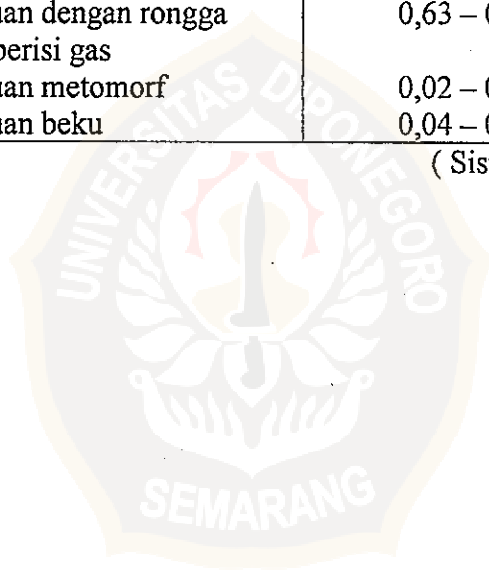 uan dengan rongga 0,63 – 0
berisi gas
uan metomorf 0,02 – 0
uan beku 0,04 – 0
( Sis
UNIVERSITAS DIPONEGORO
SEMARANG